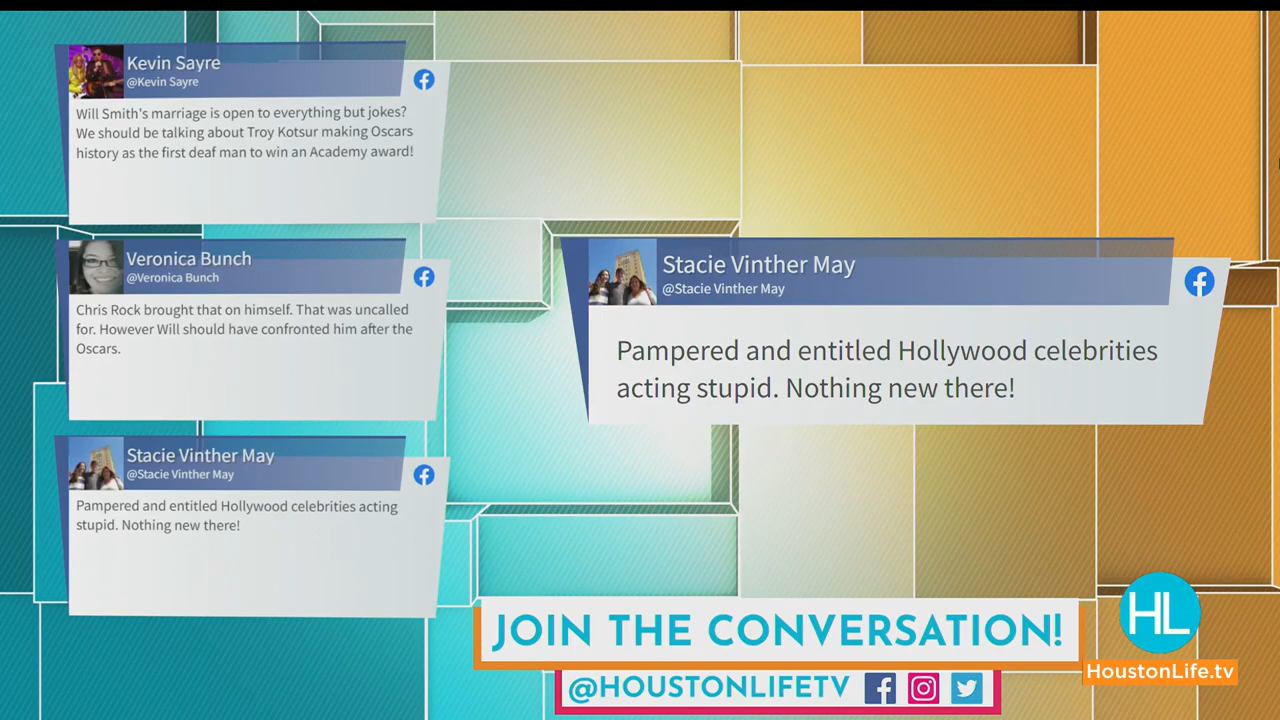 Kevin Sayre
@Kevin Sayre
Will Smith's marriage is open to everything but jokes?
We should be talking about Troy Kotsur making Oscars
history as the first deaf man to win an Academy award!
Veronica Bunch
@Veronica Bunch
Chris Rock brought that on himself. That was uncalled
for. However Will should have confronted him after the
Oscars.
Stacie Vinther May
@Stacie Vinther May
Pampered and entitled Hollywood celebrities acting
stupid. Nothing new there!
Stacie Vinther May
@Stacie Vinther May
Pampered and entitled Hollywood celebrities
acting stupid. Nothing new there!
JOIN THE CONVERSATION!
@HOUSTONLIFETV
HL
HoustonLife.tv